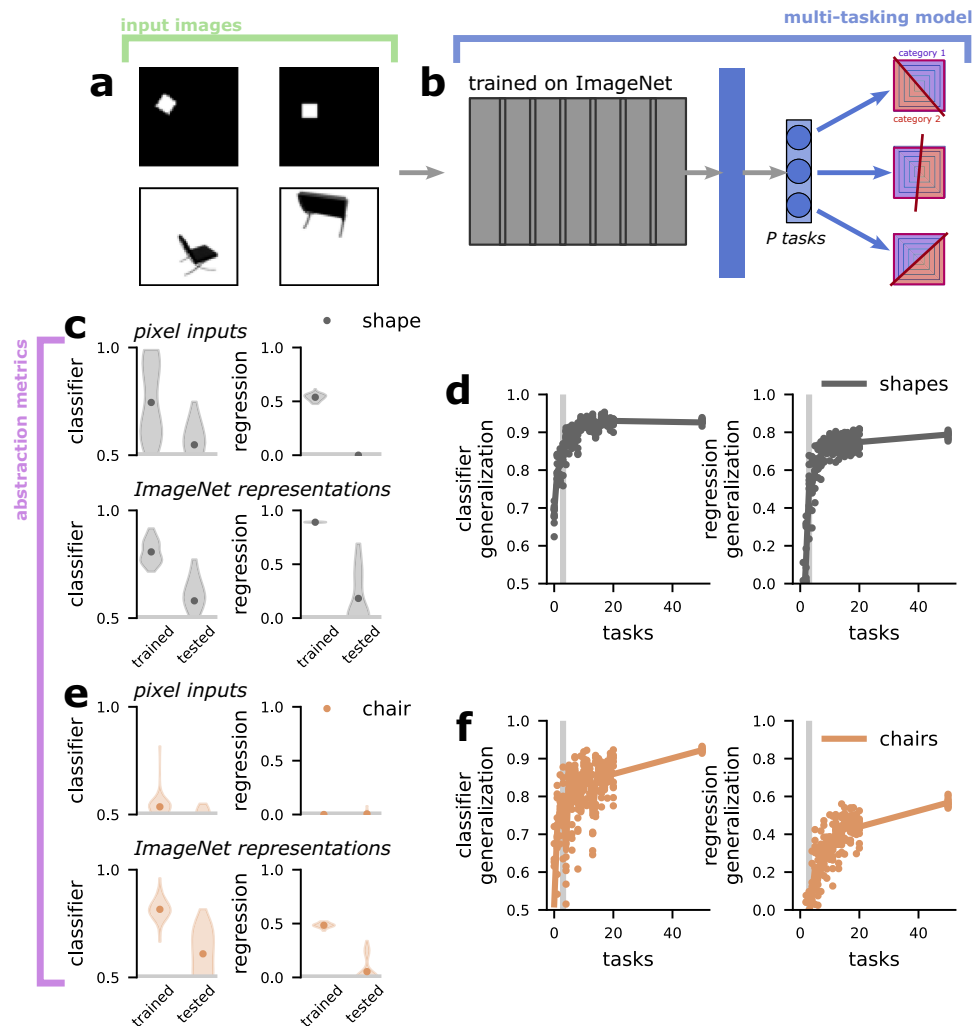 input images
multi-tasking model
a
b
trained on ImageNet
category 1
category 2
P tasks
abstraction metrics
c
shape
pixel inputs
classifier
1.0
0.5
regression
1.0
0.5
0.0
ImageNet representations
classifier
1.0
0.5
trained
tested
regression
1.0
0.5
0.0
trained
tested
d
classifier
generalization
1.0
0.9
0.8
0.7
0.6
0.5
0
20
40
tasks
shapes
regression
generalization
1.0
0.8
0.6
0.4
0.2
0.0
0
20
40
tasks
e
pixel inputs
classifier
1.0
0.5
regression
1.0
0.5
0.0
chair
ImageNet representations
classifier
1.0
0.5
trained
tested
regression
1.0
0.5
0.0
trained
tested
f
classifier
generalization
1.0
0.9
0.8
0.7
0.6
0.5
0
20
40
tasks
chairs
regression
generalization
1.0
0.8
0.6
0.4
0.2
0.0
0
20
40
tasks